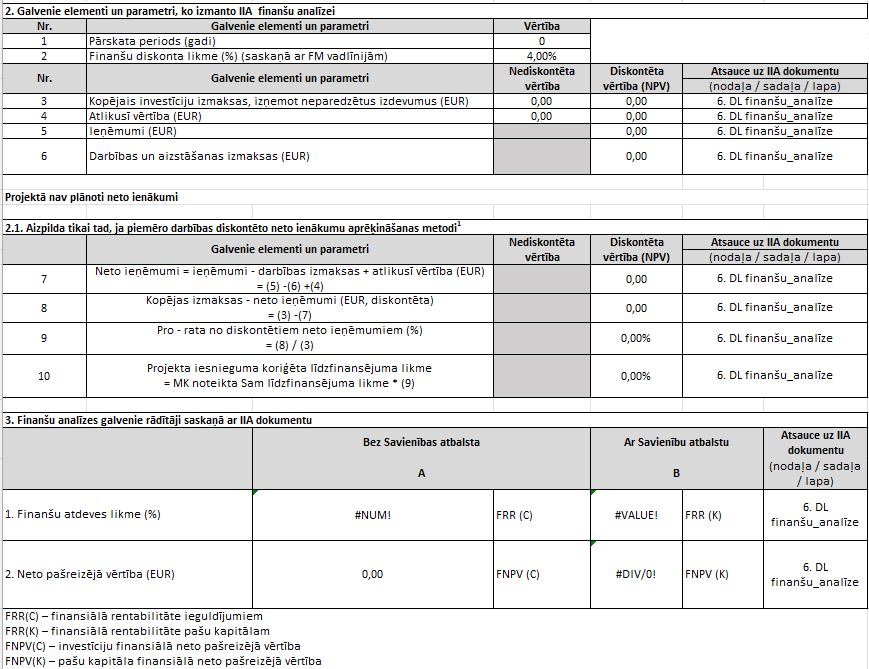 2. Galvenie elementi un parametri, ko izmanto IIA finanšu analīzei
Nr. Galvenie elementi un parametri Vērtība
1 Pārskata periods (gadi) 0
2 Finanšu diskonta likme (%) (saskaņā ar FM vadlīnijām) 4,00%
Nr. Galvenie elementi un parametri Nediskontēta vērtība Diskontēta vērtība (NPV) Atsauce uz IIA dokumentu
(nodaļa / sadaļa / lapa)
3 Kopējais investīciju izmaksas, izņemot neparedzētus izdevumus (EUR) 0,00 0,00 6. DL finanšu_analīze
4 Atlikusī vērtība (EUR) 0,00 0,00 6. DL finanšu_analīze
5 Ieņēmumi (EUR) 0,00 6. DL finanšu_analīze
6 Darbības un aizstāšanas izmaksas (EUR) 0,00 6. DL finanšu_analīze
Projektā nav plānoti neto ienākumi
2.1. Aizpilda tikai tad, ja piemēro darbības diskontēto neto ienākumu aprēķināšanas metodi1
Galvenie elementi un parametri Nediskontēta vērtība Diskontēta vērtība (NPV) Atsauce uz IIA dokumentu
(nodaļa / sadaļa / lapa)
7 Neto ieņēmumi = ieņēmumi - darbības izmaksas + atlikusī vērtība (EUR)
= (5) -(6) +(4) 0,00 6. DL finanšu_analīze
8 Kopējas izmaksas - neto ieņēmumi (EUR, diskontēta)
= (3) -(7) 0,00 6. DL finanšu_analīze
9 Pro - rata no diskontētiem neto ieņēmumiem (%)
= (8) / (3) 0,00% 6. DL finanšu_analīze
10 Projekta iesnieguma koriģēta līdzfinansējuma likme
= MK noteikta Sam līdzfinansējuma likme * (9) 0,00% 6. DL finanšu_analīze
3. Finanšu analīzes galvenie rādītāji saskaņā ar IIA dokumentu
Bez Savienības atbalsta
A
Ar Savienību atbalstu
B
Atsauce uz IIA
dokumentu
(nodaļa / sadaļa
/ lapa)
1. Finanšu atdeves likme (%) #NUM! FRR (C) #VALUE! FRR (K) 6. DL
finanšu_analīze
2. Neto pašreizējā vērtība (EUR) 0,00 FNPV (C) #DIV/0! FNPV (K) 6. DL
finanšu_analīze
FRR(C) – finansiālā rentabilitāte ieguldījumiem
FRR(K) – finansiālā rentabilitāte pašu kapitālam
FNPV(C) – investīciju finansiālā neto pašreizējā vērtība
FNPV(K) – pašu kapitāla finansiālā neto pašreizējā vērtība